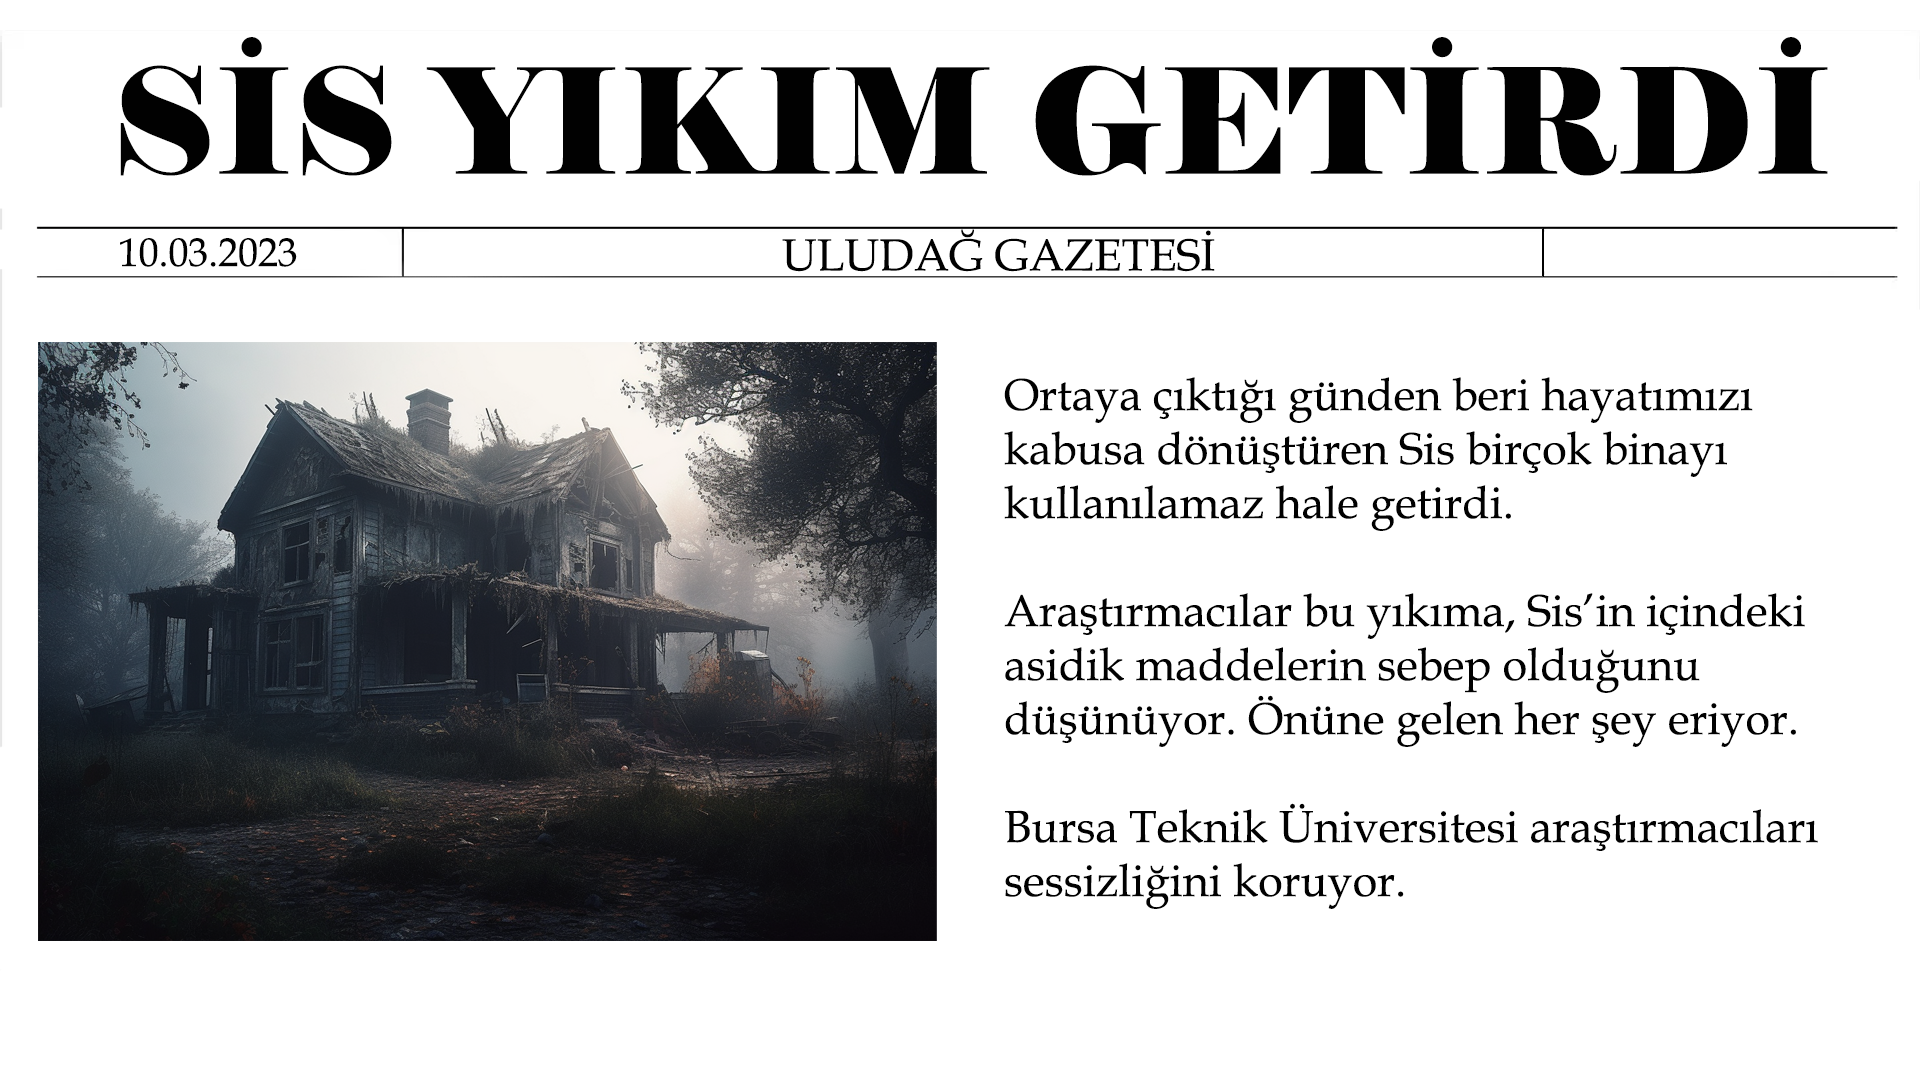 SİS YIKIM GETİRDİ
10.03.2023
ULUDAĞ GAZETESİ
Ortaya çıktığı günden beri hayatımızı
kabusa dönüştüren Sis birçok binayı
kullanılamaz hale getirdi.
Araştırmacılar bu yıkıma, Sis’in içindeki
asidik maddelerin sebep olduğunu
düşünüyor. Önüne gelen her şey eriyor.
Bursa Teknik Üniversitesi araştırmacıları
sessizliğini koruyor.